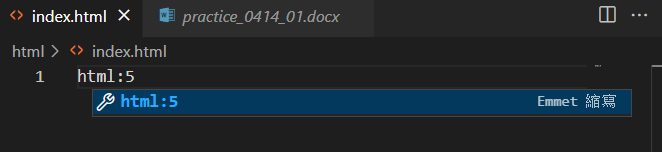 index.html practice_0414_01.docx
html > index.html
1 html:5
html:5 Emmet 縮寫